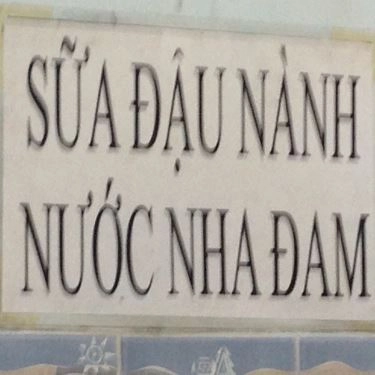 SỮA ĐẬU NÀNH
NƯỚC NHA ĐAM